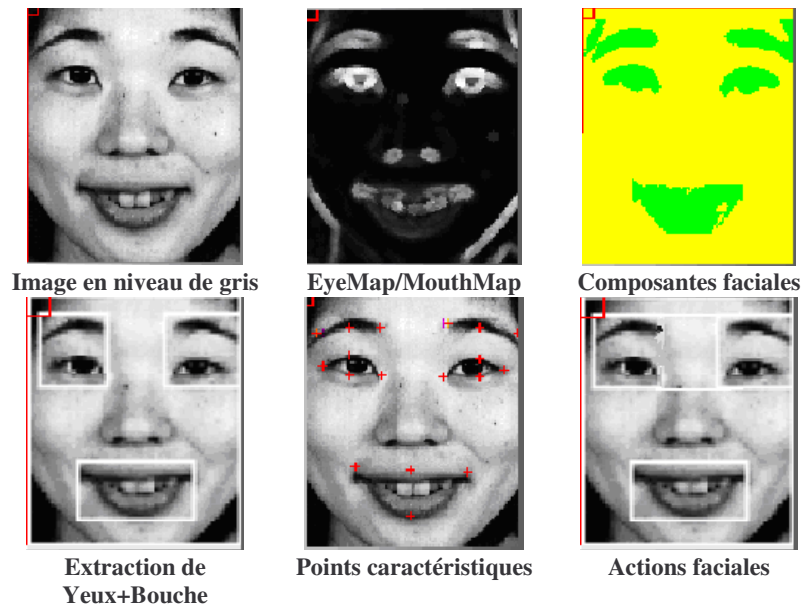 Image en niveau de gris
EyeMap/MouthMap
Composantes faciales
Extraction de
Yeux+Bouche
Points caractéristiques
Actions faciales